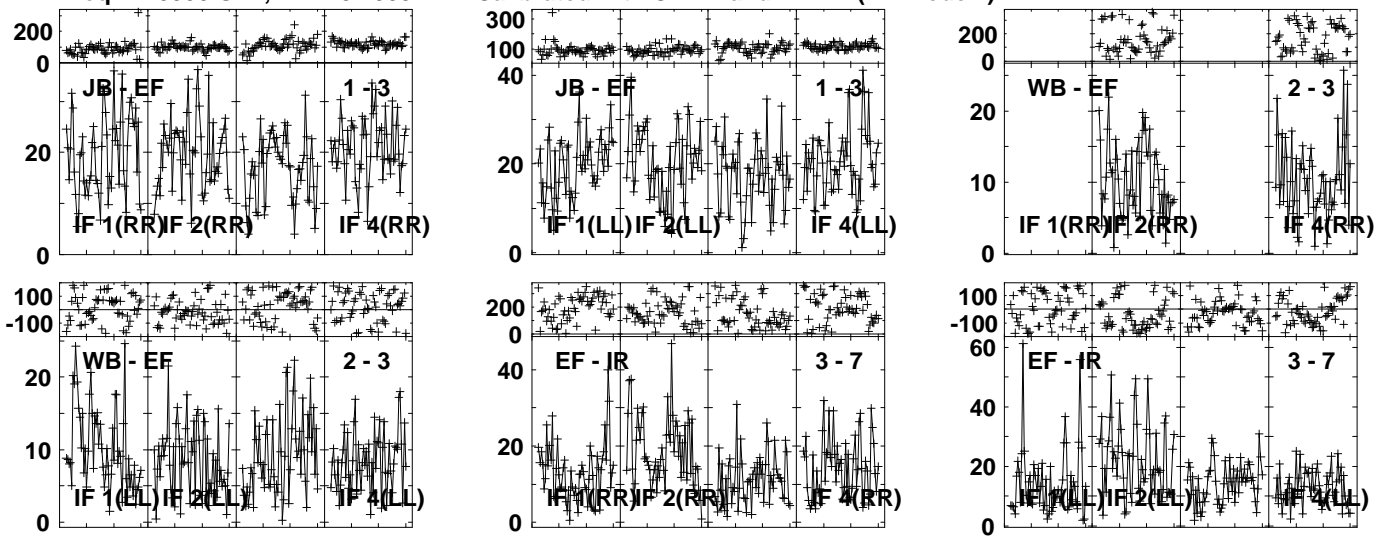 200
0
JB - EF
1 - 3
20
0
IF 1(RR)
IF 2(RR)
IF 4(RR)
300
100
40
JB - EF
1 - 3
20
0
IF 1(LL)
IF 2(LL)
IF 4(LL)
200
0
WB - EF
2 - 3
20
10
0
IF 1(RR)
IF 2(RR)
IF 4(RR)
100
-100
WB - EF
2 - 3
20
10
0
IF 1(LL)
IF 2(LL)
IF 4(LL)
200
0
EF - IR
3 - 7
40
20
0
IF 1(RR)
IF 2(RR)
IF 4(RR)
100
-100
60
EF - IR
3 - 7
40
20
0
IF 1(LL)
IF 2(LL)
IF 4(LL)